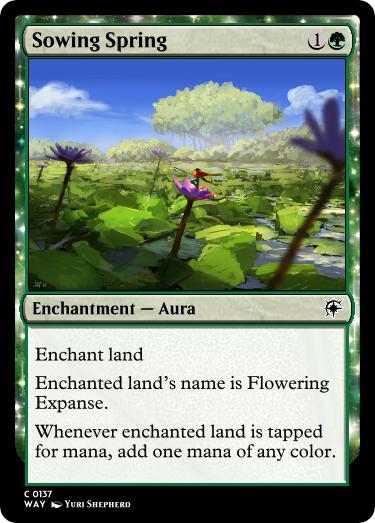 Sowing Spring 1
Enchantment — Aura
Enchant land
Enchanted land's name is Flowering
Expanse.
Whenever enchanted land is tapped
for mana, add one mana of any color.
C 0137
WAY Yuri Shepherd